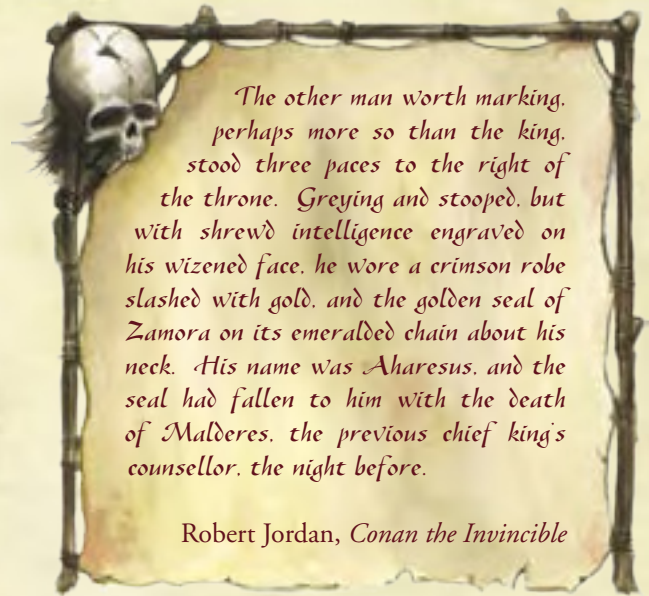 The other man worth marking,
perhaps more so than the king,
stood three paces to the right of
the throne. Greying and stooped, but
with shrewd intelligence engraved on
his wizened face, he wore a crimson robe
slashed with gold, and the golden seal of
Zamora on its emeralded chain about his
neck. His name was Aharesus, and the
seal had fallen to him with the death
of Malderes, the previous chief king's
counsellor, the night before.
Robert Jordan, Conan the Invincible